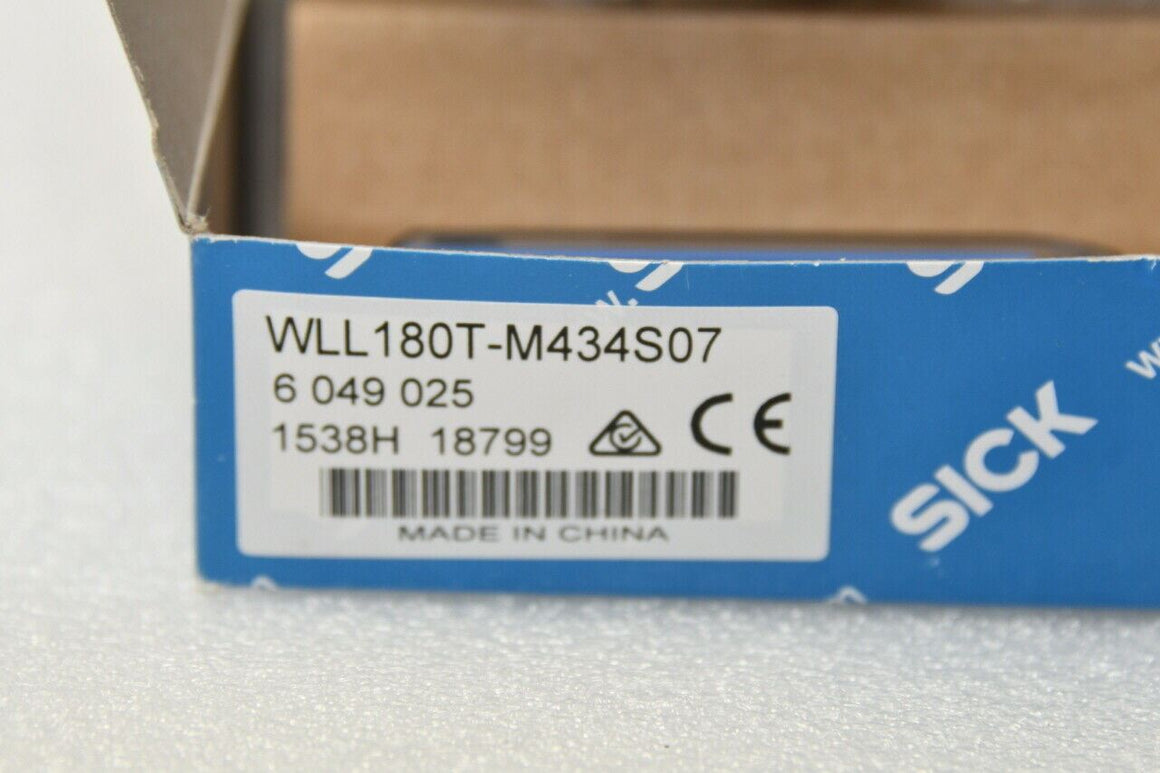 WLL180T-M434S07
6 049 025
1538H 18799
CE
MADE IN CHINA
SICK